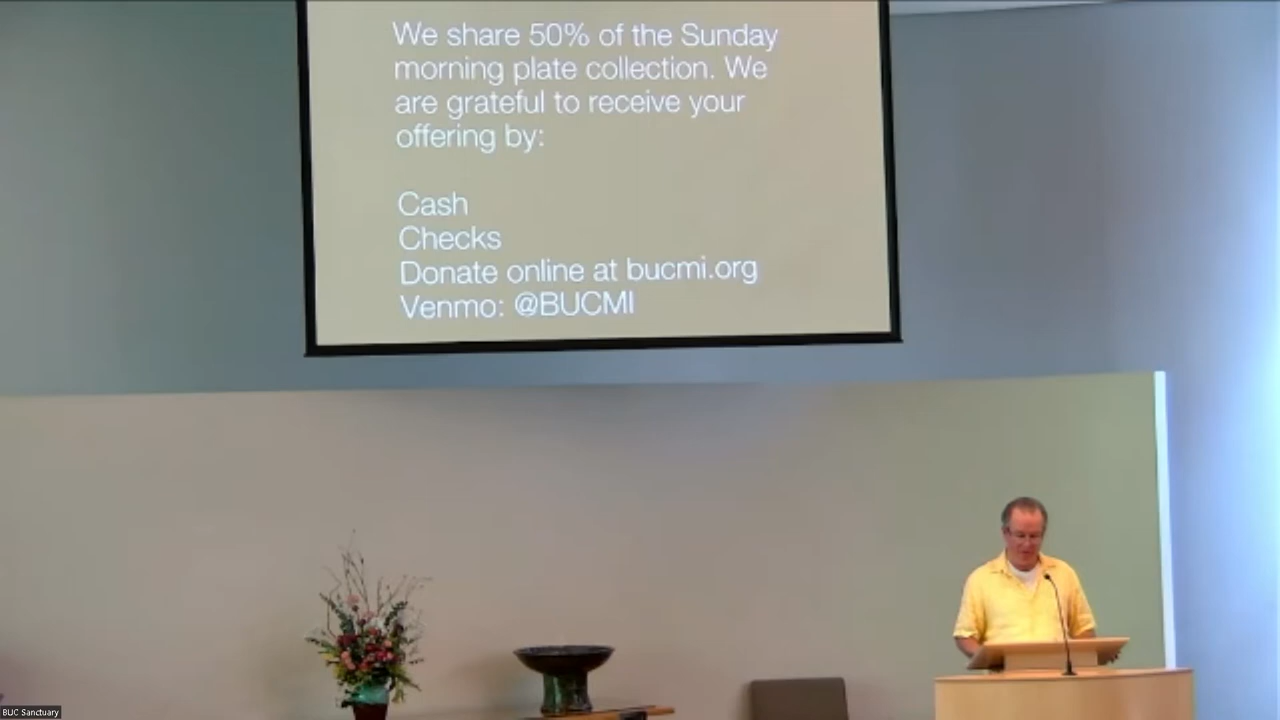 We share 50% of the Sunday
morning plate collection. We
are grateful to receive your
offering by:
Cash
Checks
Donate online at bucmi.org
Venmo: @BUCMI
BUC Sanctuary